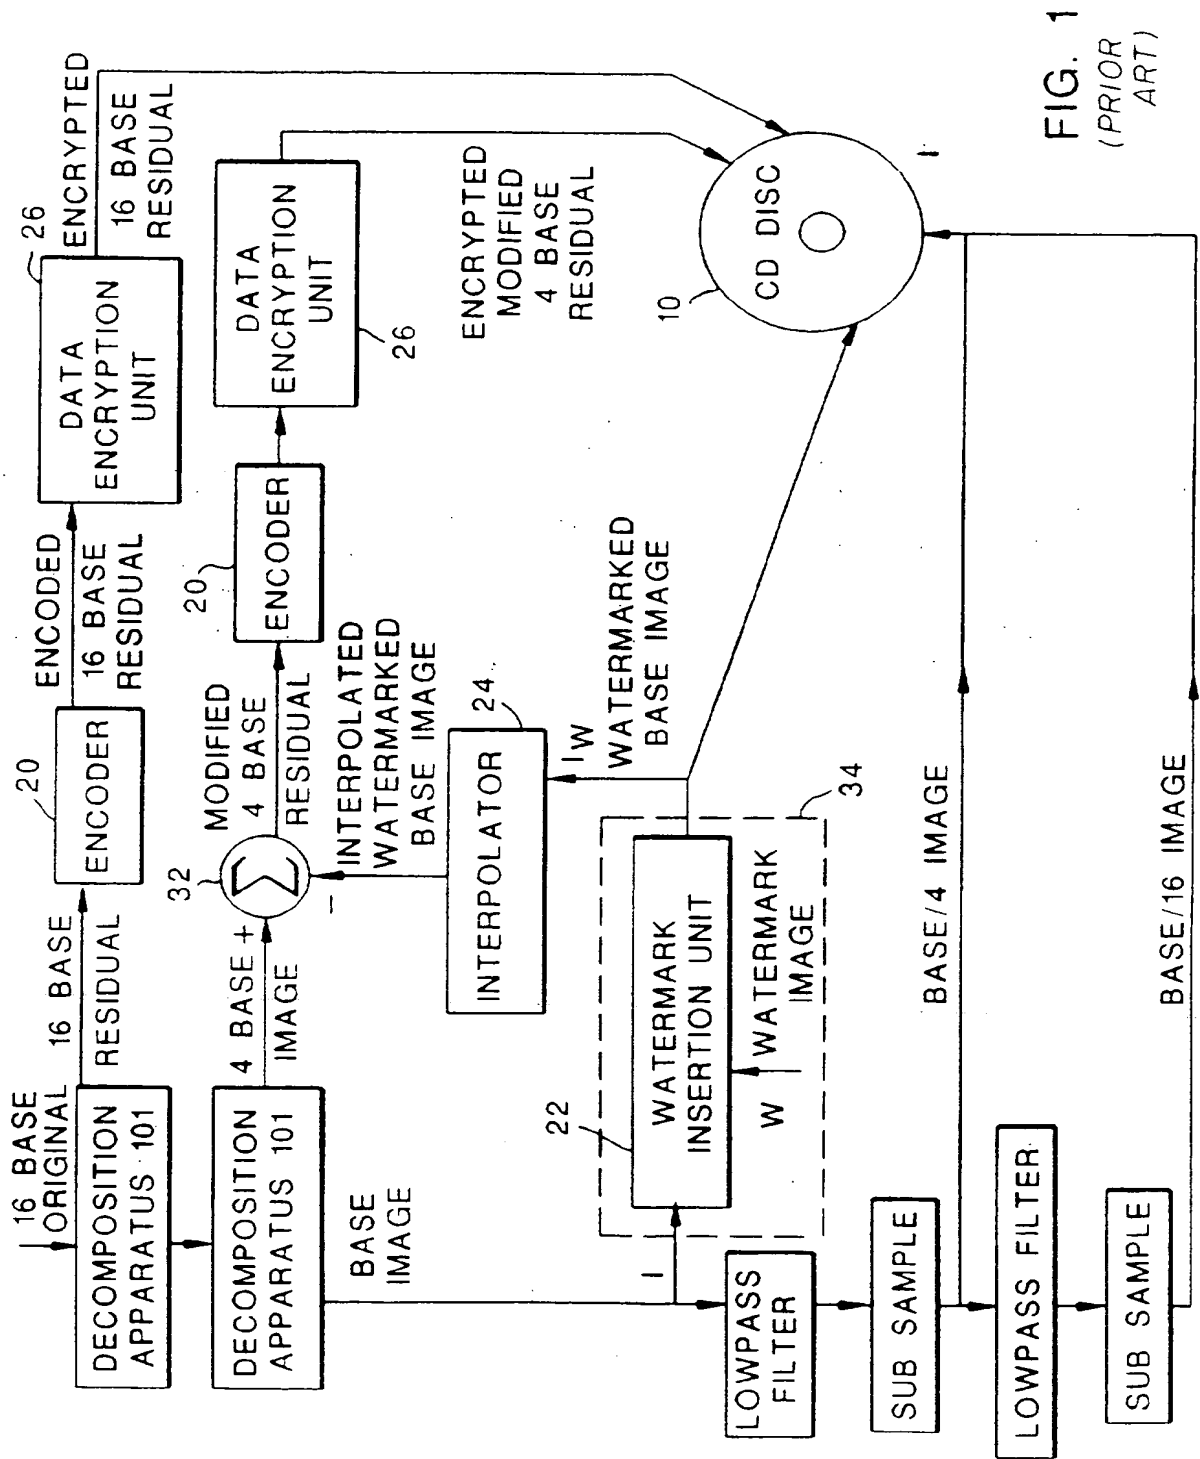 16 BASE
ORIGINAL
DECOMPOSITION
APPARATUS 101
16 BASE
RESIDUAL
20
ENCODER
ENCODED
16 BASE
RESIDUAL
26
DATA
ENCRYPTION
UNIT
ENCRYPTED
16 BASE
RESIDUAL
DECOMPOSITION
APPARATUS 101
4 BASE +
IMAGE
32
Σ
−
MODIFIED
4 BASE
RESIDUAL
20
ENCODER
DATA
ENCRYPTION
UNIT
26
ENCRYPTED
MODIFIED
4 BASE
RESIDUAL
INTERPOLATED
WATERMARKED
BASE IMAGE
INTERPOLATOR
24
BASE
IMAGE
I
22
WATERMARK
INSERTION UNIT
W
WATERMARK
IMAGE
34
IW
WATERMARKED
BASE IMAGE
10
CD DISC
LOWPASS
FILTER
SUB SAMPLE
BASE/4 IMAGE
LOWPASS FILTER
SUB SAMPLE
BASE/16 IMAGE
FIG. 1
(PRIOR
ART)